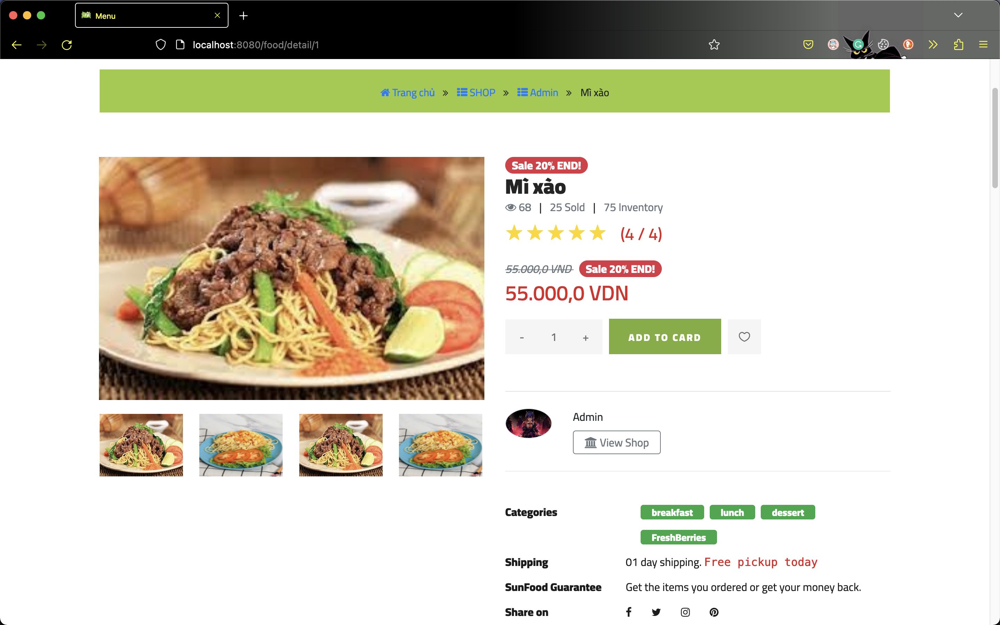 Menu
localhost:8080/food/detail/1
Trang chủ » SHOP » Admin » Mì xào
Sale 20% END!
Mì xào
68 | 25 Sold | 75 Inventory
(4 / 4)
55.000,0 VND Sale 20% END!
55.000,0 VDN
- 1 + ADD TO CARD
Admin
View Shop
Categories breakfast lunch dessert
FreshBerries
Shipping 01 day shipping. Free pickup today
SunFood Guarantee Get the items you ordered or get your money back.
Share on